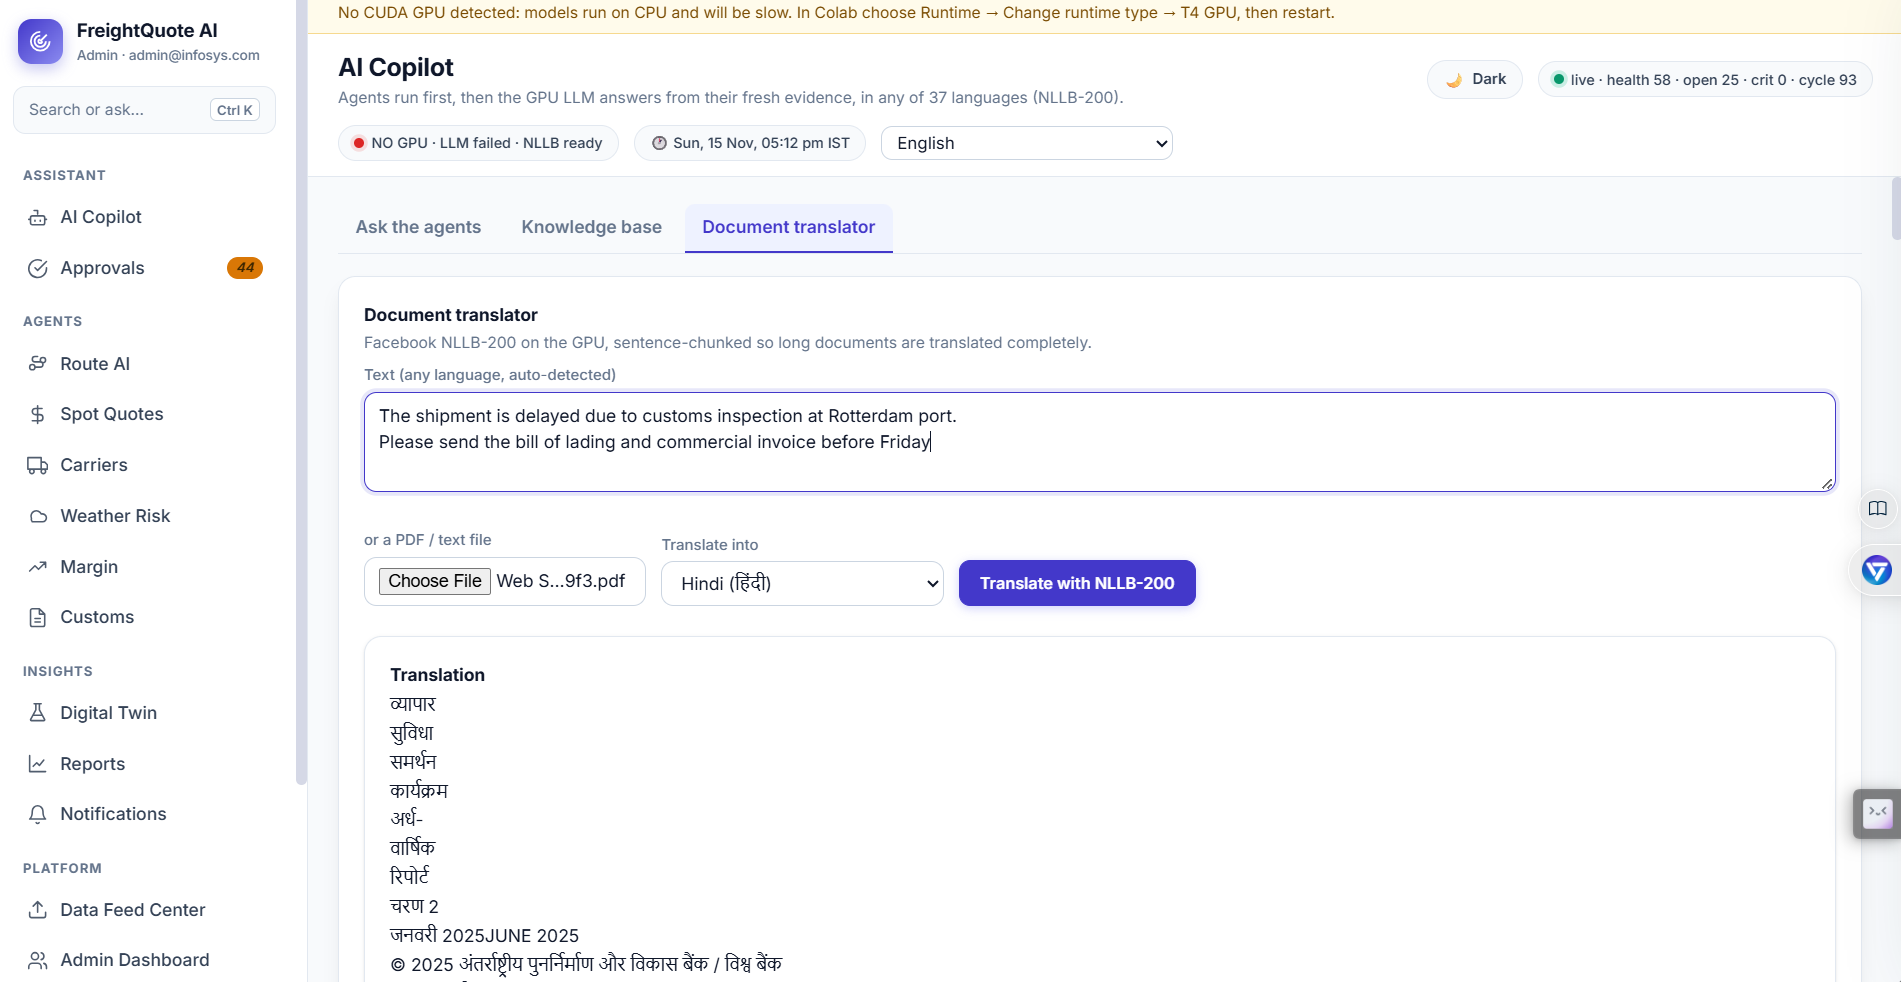 FreightQuote AI
Admin · admin@infosys.com
Search or ask...
Ctrl K
ASSISTANT
AI Copilot
Approvals
44
AGENTS
Route AI
Spot Quotes
Carriers
Weather Risk
Margin
Customs
INSIGHTS
Digital Twin
Reports
Notifications
PLATFORM
Data Feed Center
Admin Dashboard
No CUDA GPU detected: models run on CPU and will be slow. In Colab choose Runtime → Change runtime type → T4 GPU, then restart.
AI Copilot
Agents run first, then the GPU LLM answers from their fresh evidence, in any of 37 languages (NLLB-200).
Dark
live · health 58 · open 25 · crit 0 · cycle 93
NO GPU · LLM failed · NLLB ready
Sun, 15 Nov, 05:12 pm IST
English
Ask the agents
Knowledge base
Document translator
Document translator
Facebook NLLB-200 on the GPU, sentence-chunked so long documents are translated completely.
Text (any language, auto-detected)
The shipment is delayed due to customs inspection at Rotterdam port.
Please send the bill of lading and commercial invoice before Friday
or a PDF / text file
Choose File Web S...9f3.pdf
Translate into
Hindi (हिंदी)
Translate with NLLB-200
Translation
व्यापार
सुविधा
समर्थन
कार्यक्रम
अर्ध-
वार्षिक
रिपोर्ट
चरण 2
जनवरी 2025JUNE 2025
© 2025 अंतर्राष्ट्रीय पुनर्निर्माण और विकास बैंक / विश्व बैंक